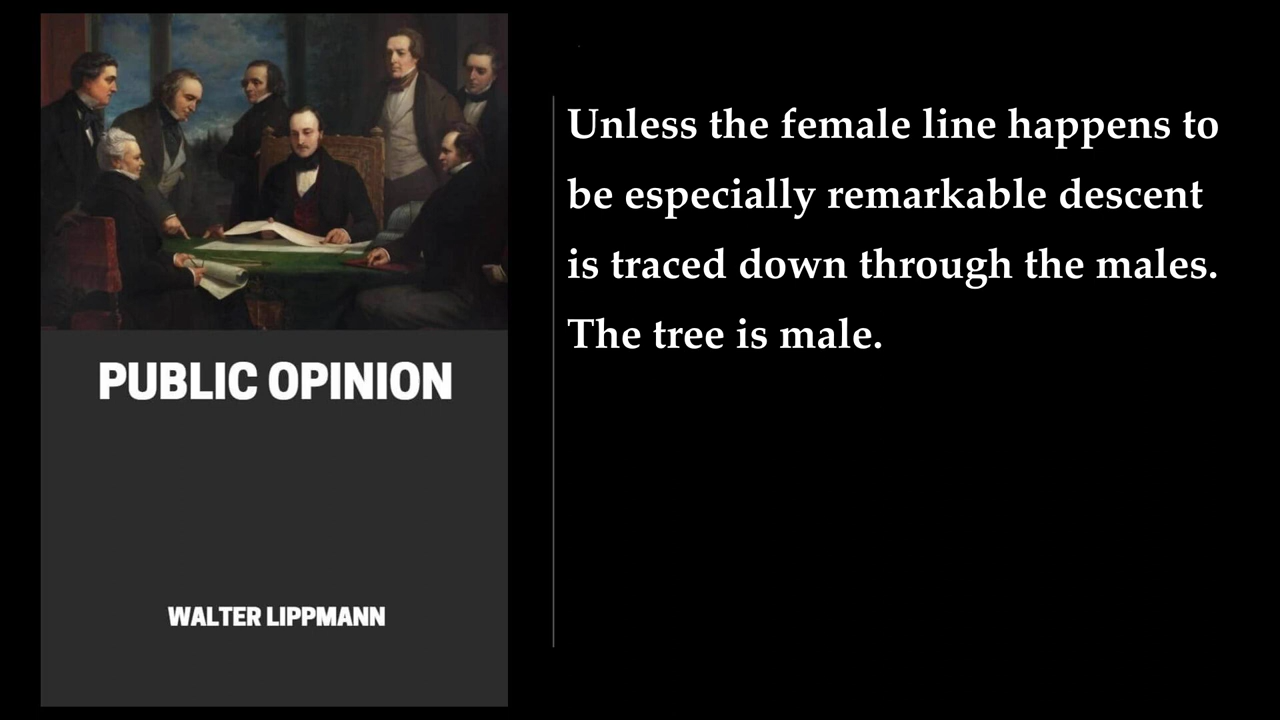 PUBLIC OPINION
WALTER LIPPMANN
Unless the female line happens to
be especially remarkable descent
is traced down through the males.
The tree is male.